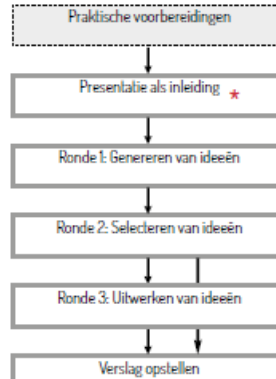 Praktische voorbereidingen
Presentatie als inleiding *
Ronde 1: Genereren van ideeën
Ronde 2: Selecteren van ideeën
Ronde 3: Uitwerken van ideeën
Verslag opstellen